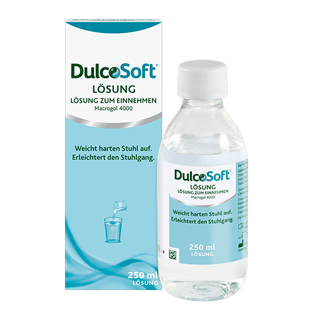 DulcoSoft®
LÖSUNG
LÖSUNG ZUM EINNEHMEN
Macrogol 4000
Weicht harten Stuhl auf.
Erleichtert den Stuhlgang.
250 ml
LÖSUNG
DulcoSoft®
LÖSUNG
LÖSUNG ZUM EINNEHMEN
Macrogol 4000
Weicht harten Stuhl auf.
Erleichtert den Stuhlgang.
250 ml
LÖSUNG